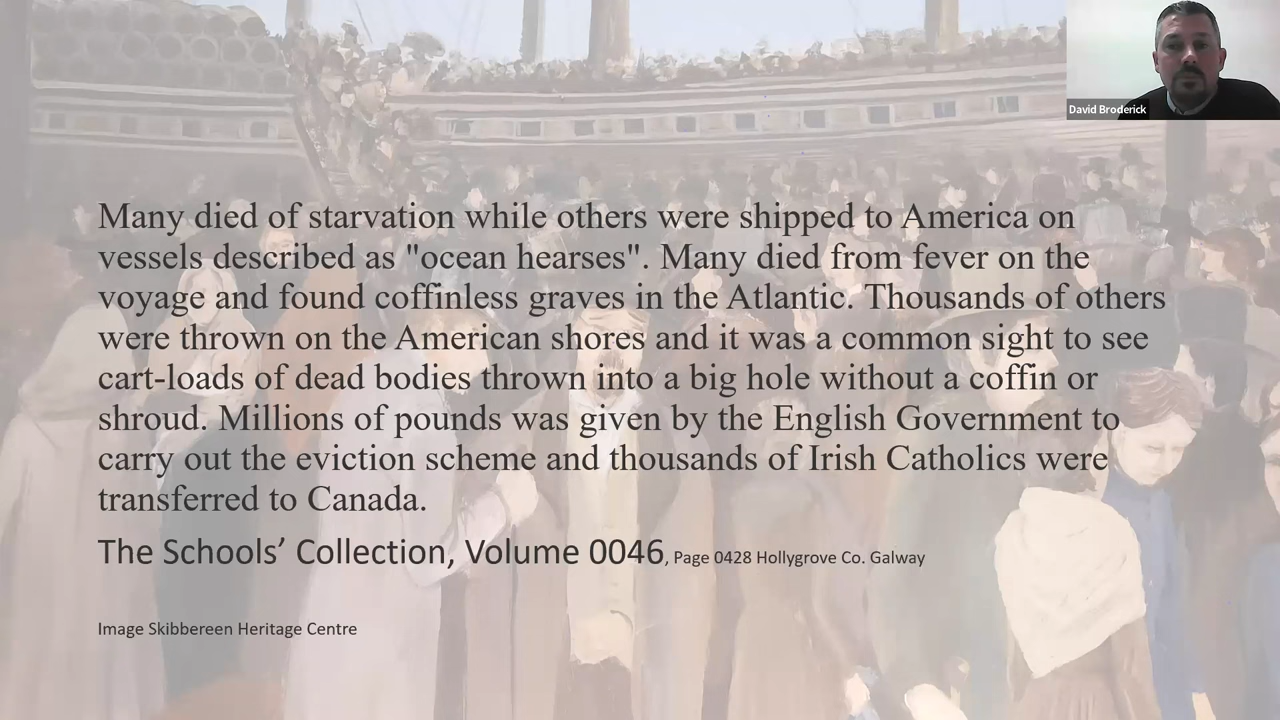 David Broderick
Many died of starvation while others were shipped to America on
vessels described as "ocean hearses". Many died from fever on the
voyage and found coffinless graves in the Atlantic. Thousands of others
were thrown on the American shores and it was a common sight to see
cart-loads of dead bodies thrown into a big hole without a coffin or
shroud. Millions of pounds was given by the English Government to
carry out the eviction scheme and thousands of Irish Catholics were
transferred to Canada.
The Schools’ Collection, Volume 0046, Page 0428 Hollygrove Co. Galway
Image Skibbereen Heritage Centre